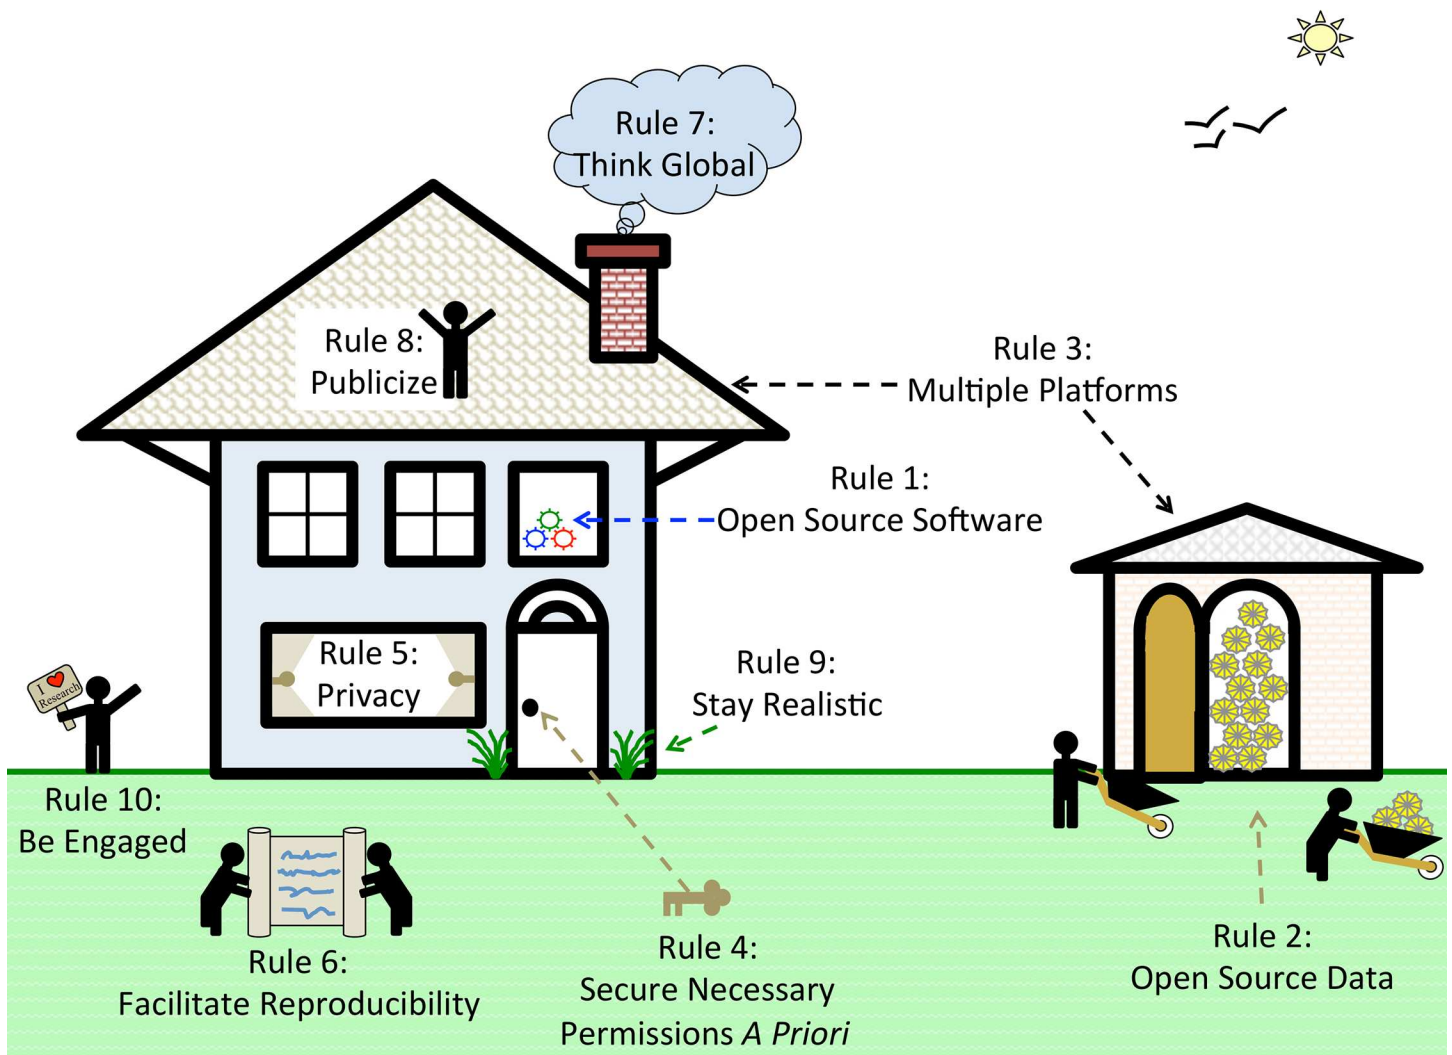 Rule 7:
Think Global
Rule 8:
Publicize
Rule 3:
Multiple Platforms
Rule 1:
Open Source Software
Rule 5:
Privacy
Rule 9:
Stay Realistic
I
Research
Rule 10:
Be Engaged
Rule 6:
Facilitate Reproducibility
Rule 4:
Secure Necessary
Permissions A Priori
Rule 2:
Open Source Data